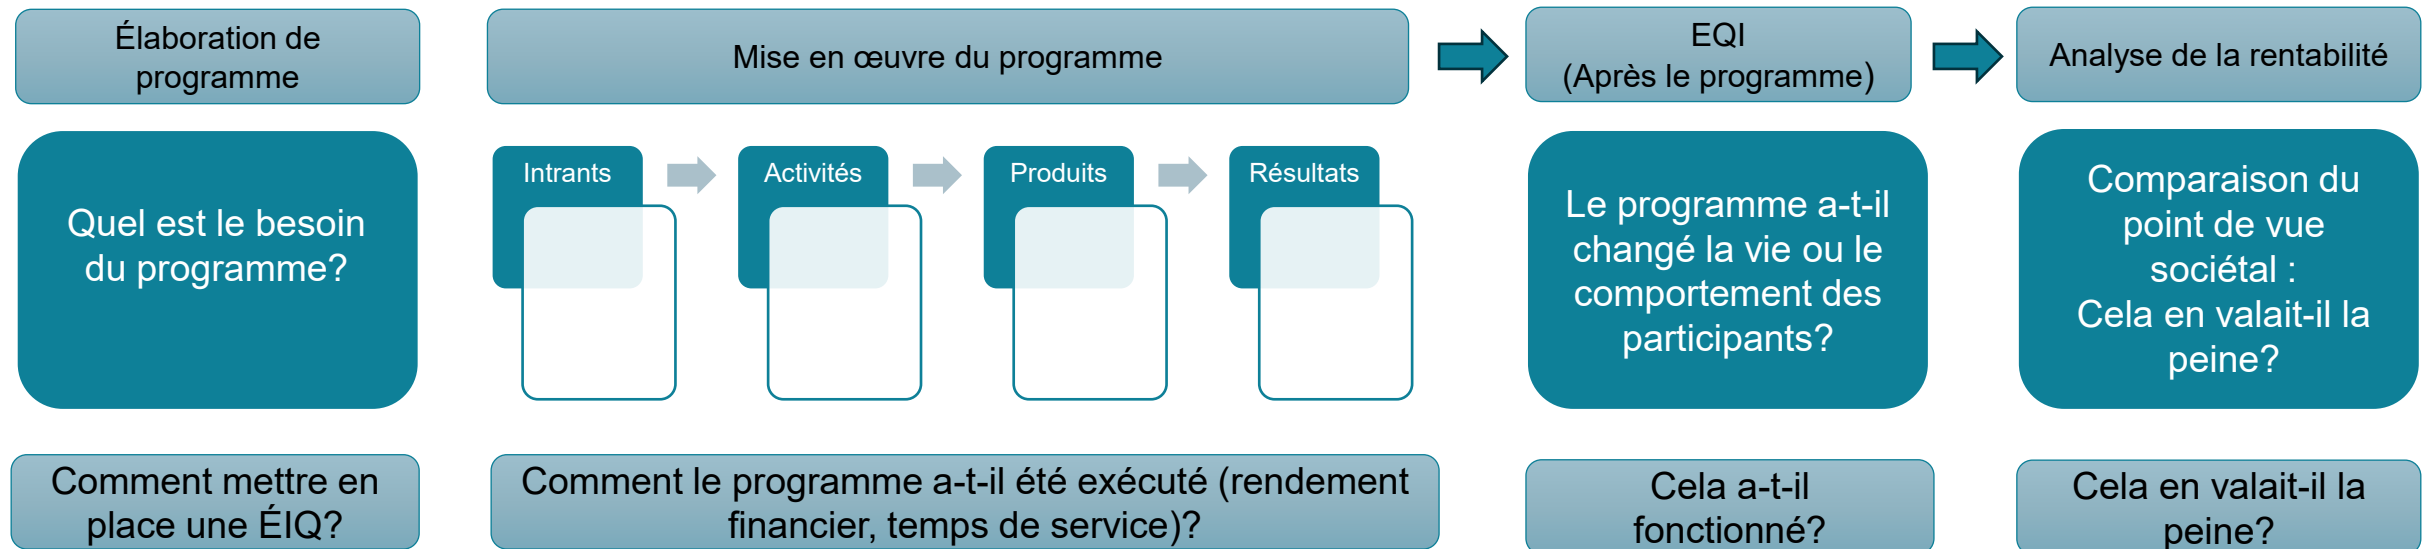 Élaboration de
programme
Mise en œuvre du programme
EQI
(Après le programme)
Analyse de la rentabilité
Quel est le besoin
du programme?
Intrants
Activités
Produits
Résultats
Le programme a-t-il
changé la vie ou le
comportement des
participants?
Comparaison du
point de vue
sociétal :
Cela en valait-il la
peine?
Comment mettre en
place une ÉIQ?
Comment le programme a-t-il été exécuté (rendement
financier, temps de service)?
Cela a-t-il
fonctionné?
Cela en valait-il la
peine?